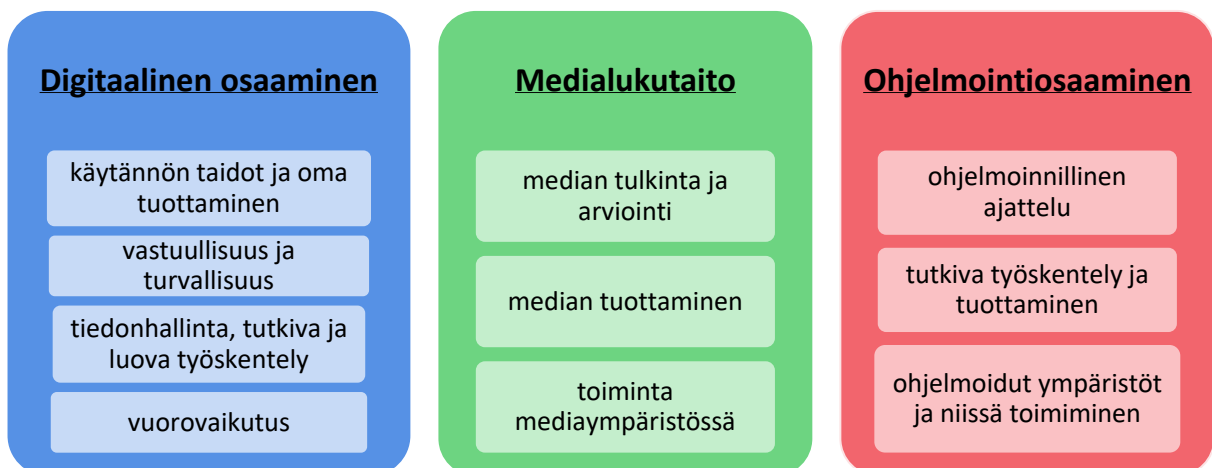 Digitaalinen osaaminen
käytännön taidot ja oma
tuottaminen
vastuullisuus ja
turvallisuus
tiedonhallinta, tutkiva ja
luova työskentely
vuorovaikutus
Medialukutaito
median tulkinta ja
arviointi
median tuottaminen
toiminta
mediaympäristössä
Ohjelmointiosaaminen
ohjelmoinnillinen
ajattelu
tutkiva työskentely ja
tuottaminen
ohjelmoidut ympäristöt
ja niissä toimiminen